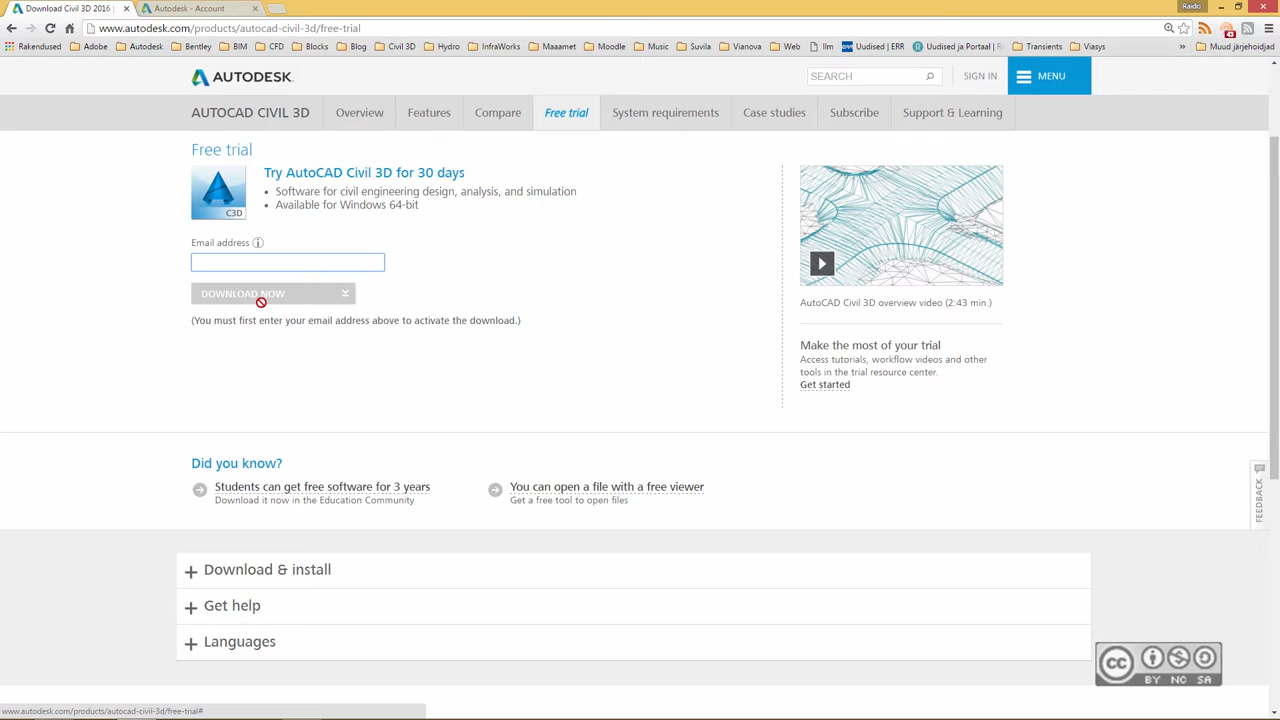 Download Civil 3D 2016 |
Autodesk - Account
Raido
www.autodesk.com/products/autocad-civil-3d/free-trial
Rakendused
Adobe
Autodesk
Bentley
BIM
CFD
Blocks
Blog
Civil 3D
Hydro
InfraWorks
Maaamet
Moodle
Music
Suvila
Vianova
Web
Ilm
Uudised | ERR
Uudised ja Portaal | R
Transients
Viasys
Muud järjehoidjad
43
AUTODESK
SEARCH
SIGN IN
MENU
AUTOCAD CIVIL 3D
Overview
Features
Compare
Free trial
System requirements
Case studies
Subscribe
Support & Learning
Free trial
C3D
Try AutoCAD Civil 3D for 30 days
Software for civil engineering design, analysis, and simulation
Available for Windows 64-bit
Email address
DOWNLOAD NOW
(You must first enter your email address above to activate the download.)
AutoCAD Civil 3D overview video (2:43 min.)
Make the most of your trial
Access tutorials, workflow videos and other
tools in the trial resource center.
Get started
Did you know?
Students can get free software for 3 years
Download it now in the Education Community
You can open a file with a free viewer
Get a free tool to open files
FEEDBACK
Download & install
Get help
Languages
CC
BY NC SA
www.autodesk.com/products/autocad-civil-3d/free-trial#